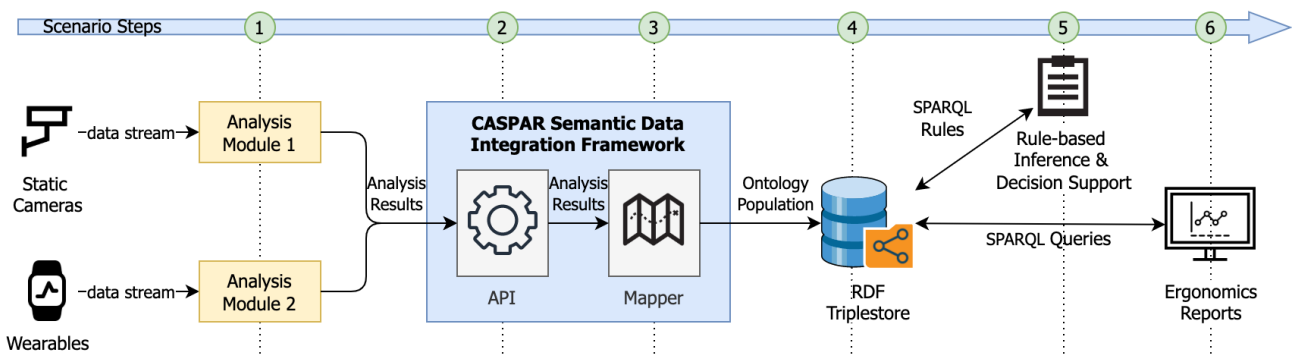 Scenario Steps
1
2
3
4
5
6
Static
Cameras
data stream
Analysis
Module 1
Wearables
data stream
Analysis
Module 2
Analysis
Results
CASPAR Semantic Data
Integration Framework
API
Analysis
Results
Mapper
Ontology
Population
RDF
Triplestore
SPARQL
Rules
Rule-based
Inference &
Decision Support
SPARQL Queries
Ergonomics
Reports